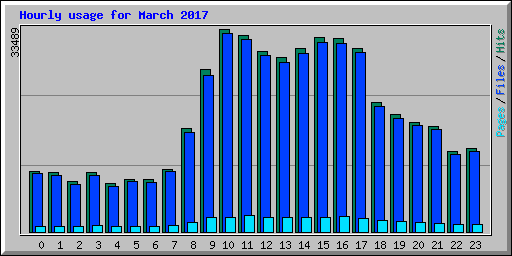 Hourly usage for March 2017
33489
Pages / Files / Hits
0 1 2 3 4 5 6 7 8 9 10 11 12 13 14 15 16 17 18 19 20 21 22 23